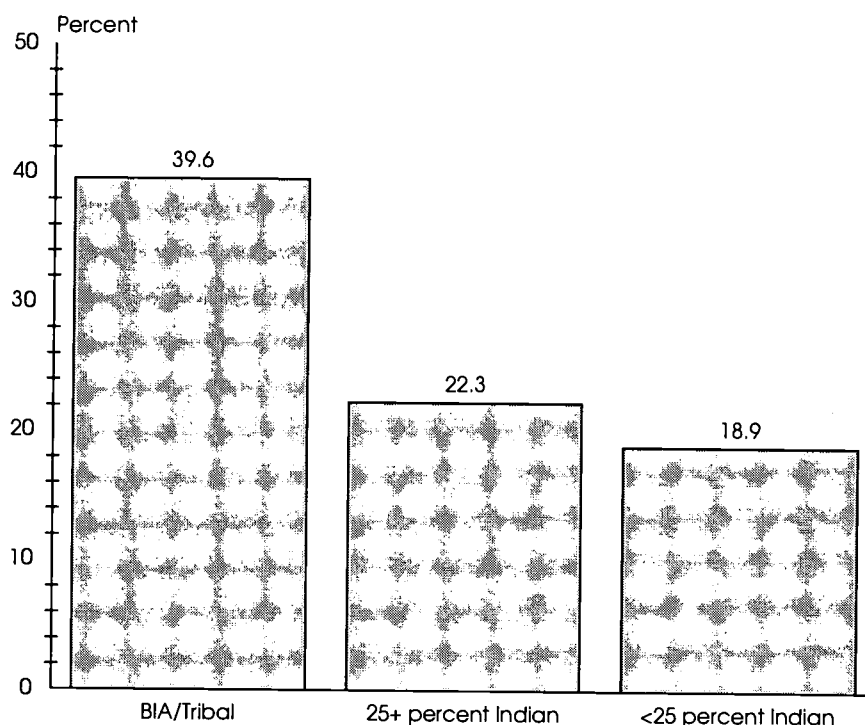 Percent
50
40
30
20
10
0
39.6
22.3
18.9
BIA/Tribal
25+ percent Indian
<25 percent Indian